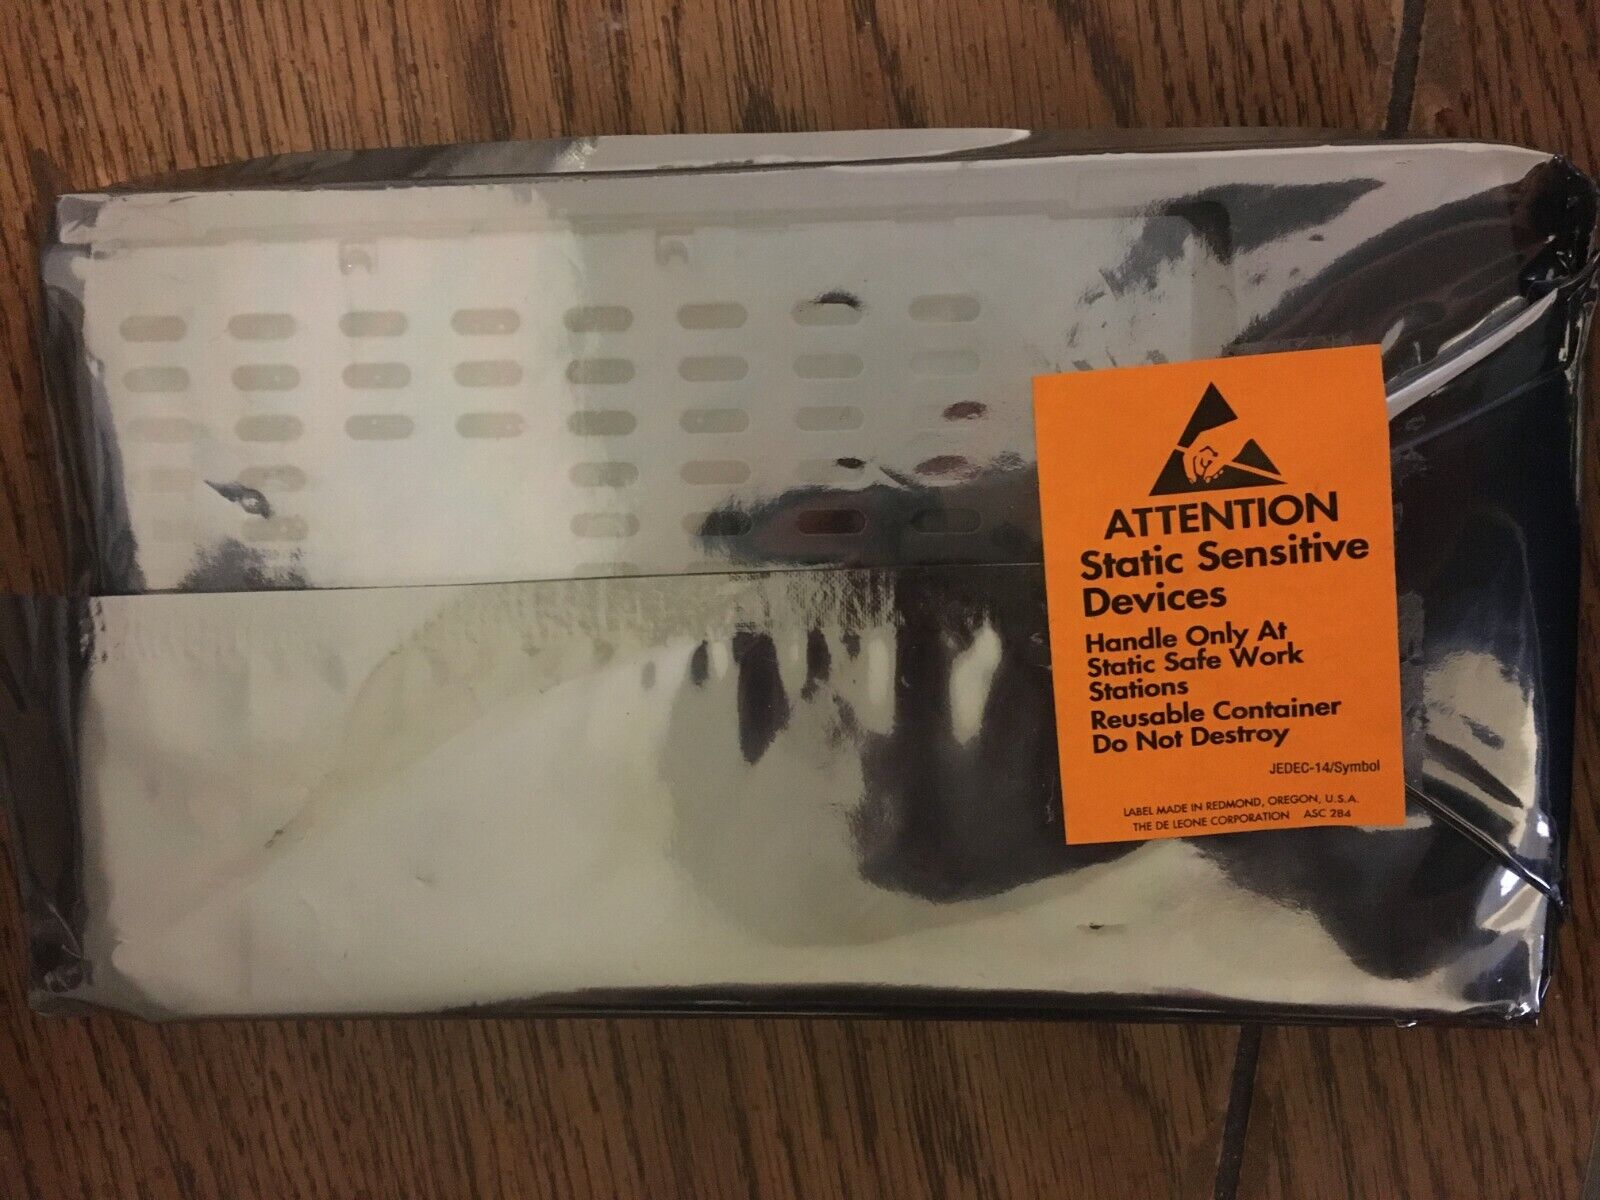 ATTENTION
Static Sensitive
Devices
Handle Only At
Static Safe Work
Stations
Reusable Container
Do Not Destroy
JEDEC-14/Symbol
LABEL MADE IN REDMOND, OREGON, U.S.A.
THE DE LEONE CORPORATION ASC 2B4